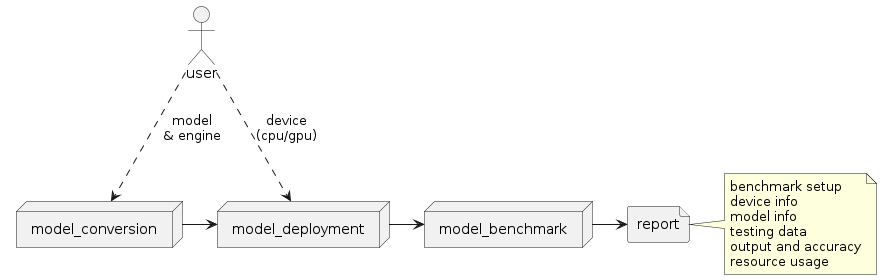 user
model
& engine
device
(cpu/gpu)
model_conversion
model_deployment
model_benchmark
report
benchmark setup
device info
model info
testing data
output and accuracy
resource usage